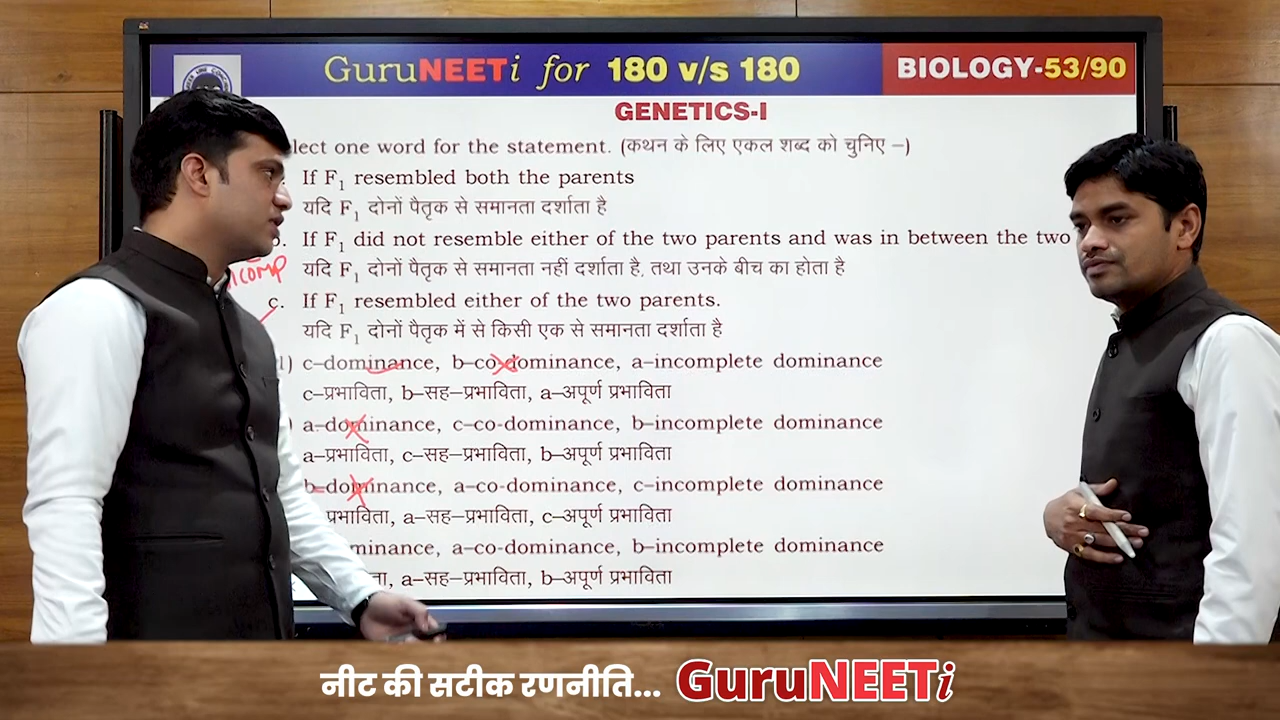 GuruNEETi for 180 v/s 180
BIOLOGY-53/90
GENETICS-I
lect one word for the statement. (कथन के लिए एकल शब्द को चुनिए –)
If F1 resembled both the parents
यदि F1 दोनों पैतृक से समानता दर्शाता है
b. If F1 did not resemble either of the two parents and was in between the two
यदि F1 दोनों पैतृक से समानता नहीं दर्शाता है, तथा उनके बीच का होता है
c. If F1 resembled either of the two parents.
यदि F1 दोनों पैतृक में से किसी एक से समानता दर्शाता है
1) c–dominance, b–co-dominance, a–incomplete dominance
c–प्रभाविता, b–सह–प्रभाविता, a–अपूर्ण प्रभाविता
) a–dominance, c–co-dominance, b–incomplete dominance
a–प्रभाविता, c–सह–प्रभाविता, b–अपूर्ण प्रभाविता
b–dominance, a–co-dominance, c–incomplete dominance
प्रभाविता, a–सह–प्रभाविता, c–अपूर्ण प्रभाविता
minance, a–co-dominance, b–incomplete dominance
ता, a–सह–प्रभाविता, b–अपूर्ण प्रभाविता
नीट की सटीक रणनीति... GuruNEETi